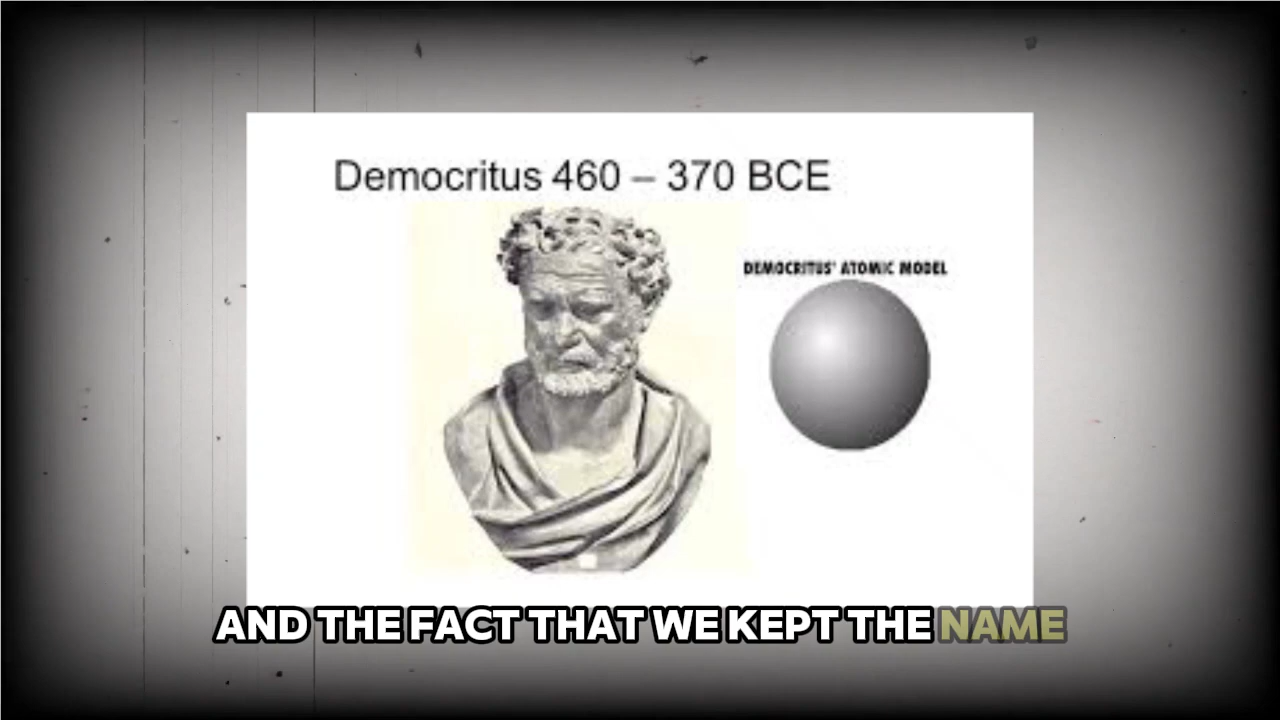 Democritus 460 – 370 BCE
DEMOCRITUS' ATOMIC MODEL
AND THE FACT THAT WE KEPT THE NAME